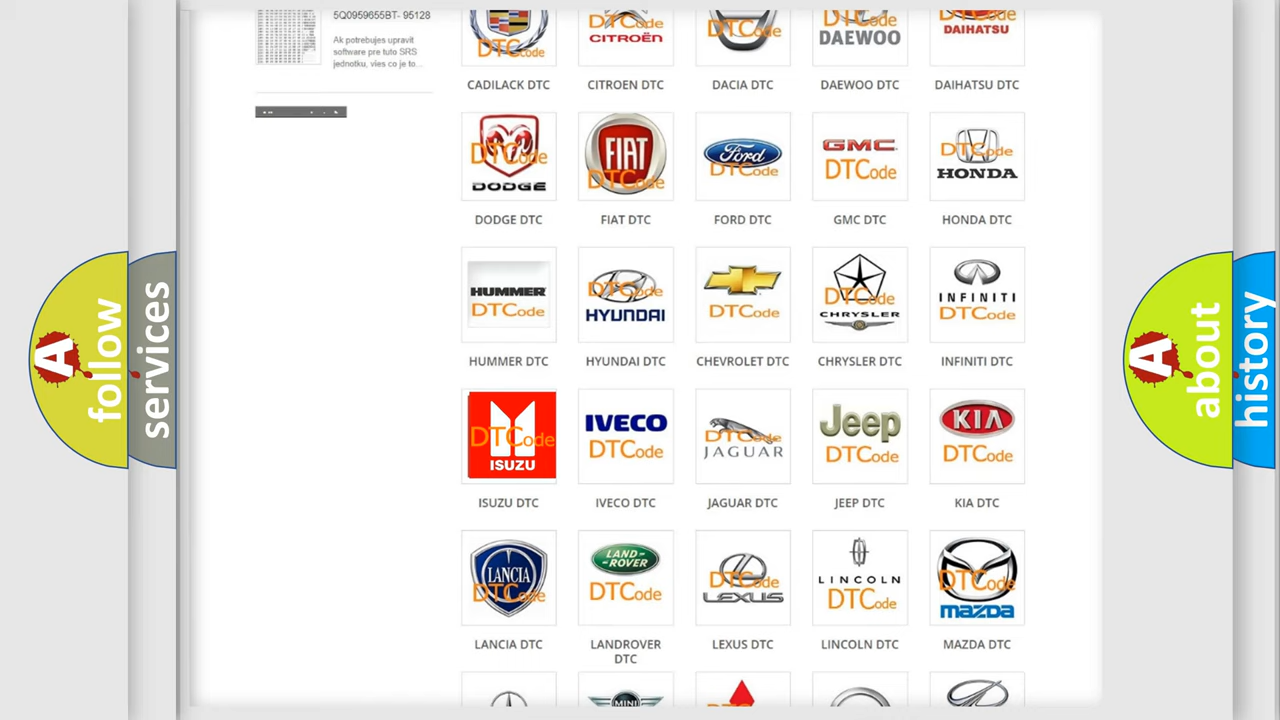 5Q0959655BT- 95128
Ak potrebujes upravit
software pre tuto SRS
jednotku, vies co je to...
DTCode
DTCode
CITROËN
DTCode
DAEWOO
DTCode
DAIHATSU
CADILACK DTC
CITROEN DTC
DACIA DTC
DAEWOO DTC
DAIHATSU DTC
DTCode
DODGE
FIAT
DTCode
Ford
DTCode
GMC
DTCode
DTCode
HONDA
DODGE DTC
FIAT DTC
FORD DTC
GMC DTC
HONDA DTC
HUMMER
DTCode
DTCode
HYUNDAI
DTCode
DTCode
CHRYSLER
INFINITI
DTCode
HUMMER DTC
HYUNDAI DTC
CHEVROLET DTC
CHRYSLER DTC
INFINITI DTC
DTCode
ISUZU
IVECO
DTCode
DTCode
JAGUAR
Jeep
DTCode
KIA
DTCode
ISUZU DTC
IVECO DTC
JAGUAR DTC
JEEP DTC
KIA DTC
LANCIA
DTCode
LAND-
ROVER
DTCode
DTCode
LEXUS
LINCOLN
DTCode
DTCode
mazda
LANCIA DTC
LANDROVER
DTC
LEXUS DTC
LINCOLN DTC
MAZDA DTC
MINI
A follow
services
A about
history